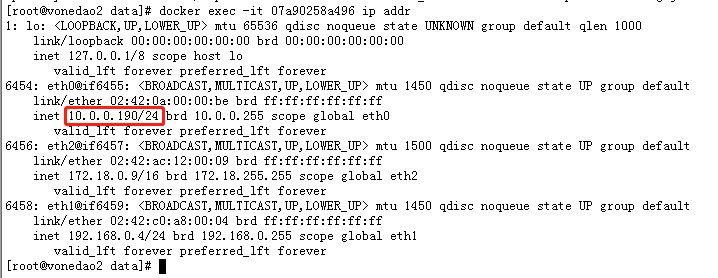 [root@vonedao2 data]# docker exec -it 07a90258a496 ip addr
1: lo: <LOOPBACK,UP,LOWER_UP> mtu 65536 qdisc noqueue state UNKNOWN group default qlen 1000
link/loopback 00:00:00:00:00:00 brd 00:00:00:00:00:00
inet 127.0.0.1/8 scope host lo
valid_lft forever preferred_lft forever
6454: eth0@if6455: <BROADCAST,MULTICAST,UP,LOWER_UP> mtu 1450 qdisc noqueue state UP group default
link/ether 02:42:0a:00:00:be brd ff:ff:ff:ff:ff:ff
inet 10.0.0.190/24 brd 10.0.0.255 scope global eth0
valid_lft forever preferred_lft forever
6456: eth2@if6457: <BROADCAST,MULTICAST,UP,LOWER_UP> mtu 1500 qdisc noqueue state UP group default
link/ether 02:42:ac:12:00:09 brd ff:ff:ff:ff:ff:ff
inet 172.18.0.9/16 brd 172.18.255.255 scope global eth2
valid_lft forever preferred_lft forever
6458: eth1@if6459: <BROADCAST,MULTICAST,UP,LOWER_UP> mtu 1450 qdisc noqueue state UP group default
link/ether 02:42:c0:a8:00:04 brd ff:ff:ff:ff:ff:ff
inet 192.168.0.4/24 brd 192.168.0.255 scope global eth1
valid_lft forever preferred_lft forever
[root@vonedao2 data]#